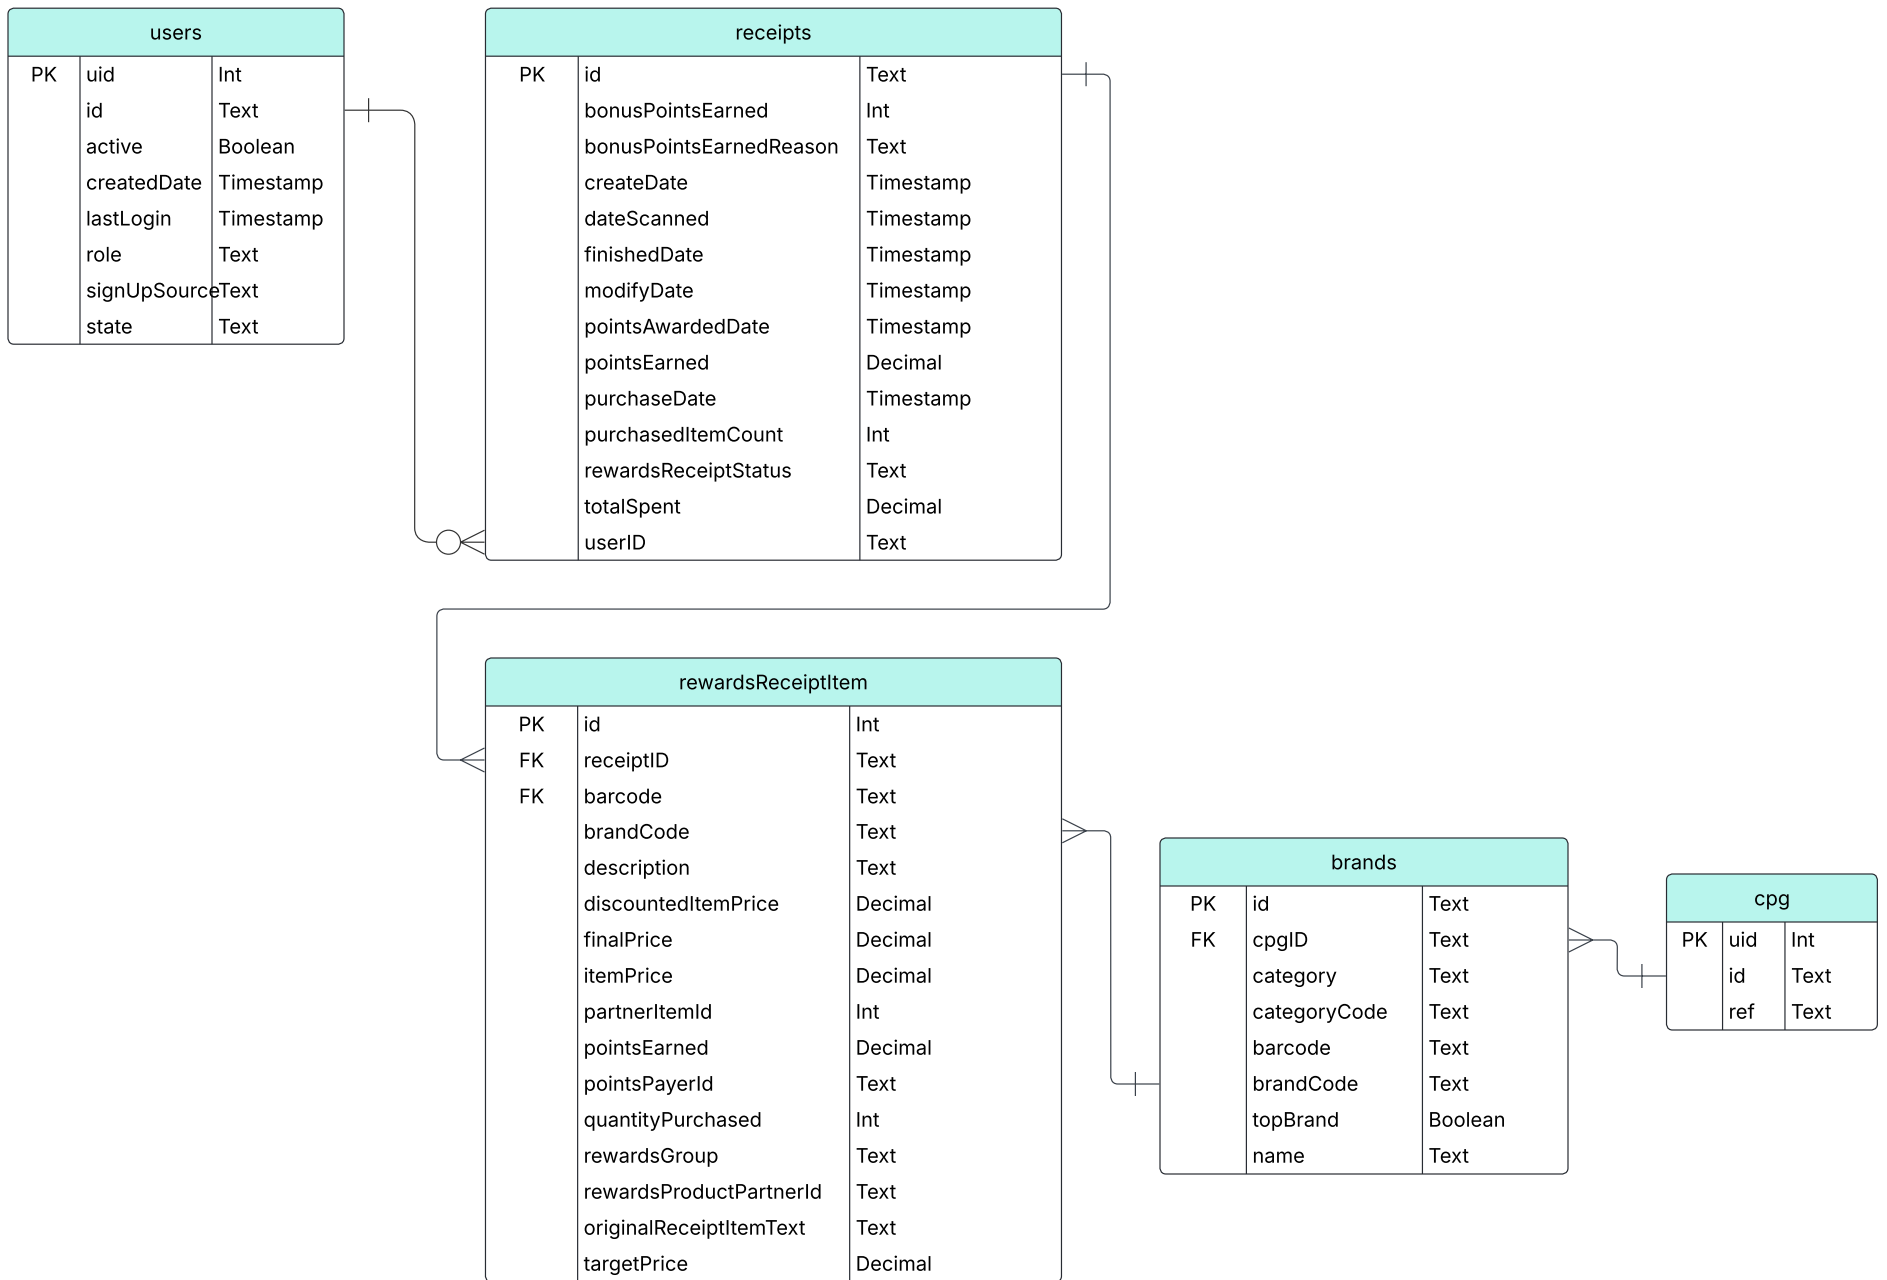 users
PK uid Int
id Text
active Boolean
createdDate Timestamp
lastLogin Timestamp
role Text
signUpSource Text
state Text
receipts
PK id Text
bonusPointsEarned Int
bonusPointsEarnedReason Text
createDate Timestamp
dateScanned Timestamp
finishedDate Timestamp
modifyDate Timestamp
pointsAwardedDate Timestamp
pointsEarned Decimal
purchaseDate Timestamp
purchasedItemCount Int
rewardsReceiptStatus Text
totalSpent Decimal
userID Text
rewardsReceiptItem
PK id Int
FK receiptID Text
FK barcode Text
brandCode Text
description Text
discountedItemPrice Decimal
finalPrice Decimal
itemPrice Decimal
partnerItemId Int
pointsEarned Decimal
pointsPayerId Text
quantityPurchased Int
rewardsGroup Text
rewardsProductPartnerId Text
originalReceiptItemText Text
targetPrice Decimal
brands
PK id Text
FK cpgID Text
category Text
categoryCode Text
barcode Text
brandCode Text
topBrand Boolean
name Text
cpg
PK uid Int
id Text
ref Text